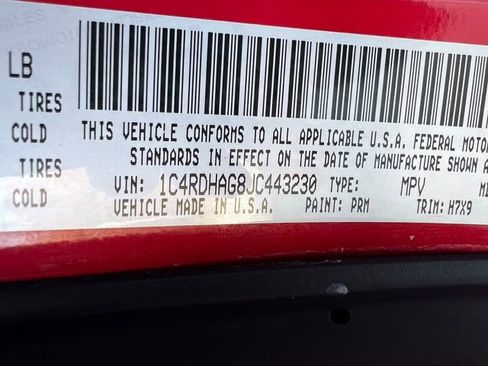 LB
TIRES
COLD
TIRES
COLD
THIS VEHICLE CONFORMS TO ALL APPLICABLE U.S.A. FEDERAL MOTOR
STANDARDS IN EFFECT ON THE DATE OF MANUFACTURE SHOWN A
VIN: 1C4RDHAG8JC443230 TYPE: MPV
VEHICLE MADE IN U.S.A. PAINT: PRM TRIM: H7X9